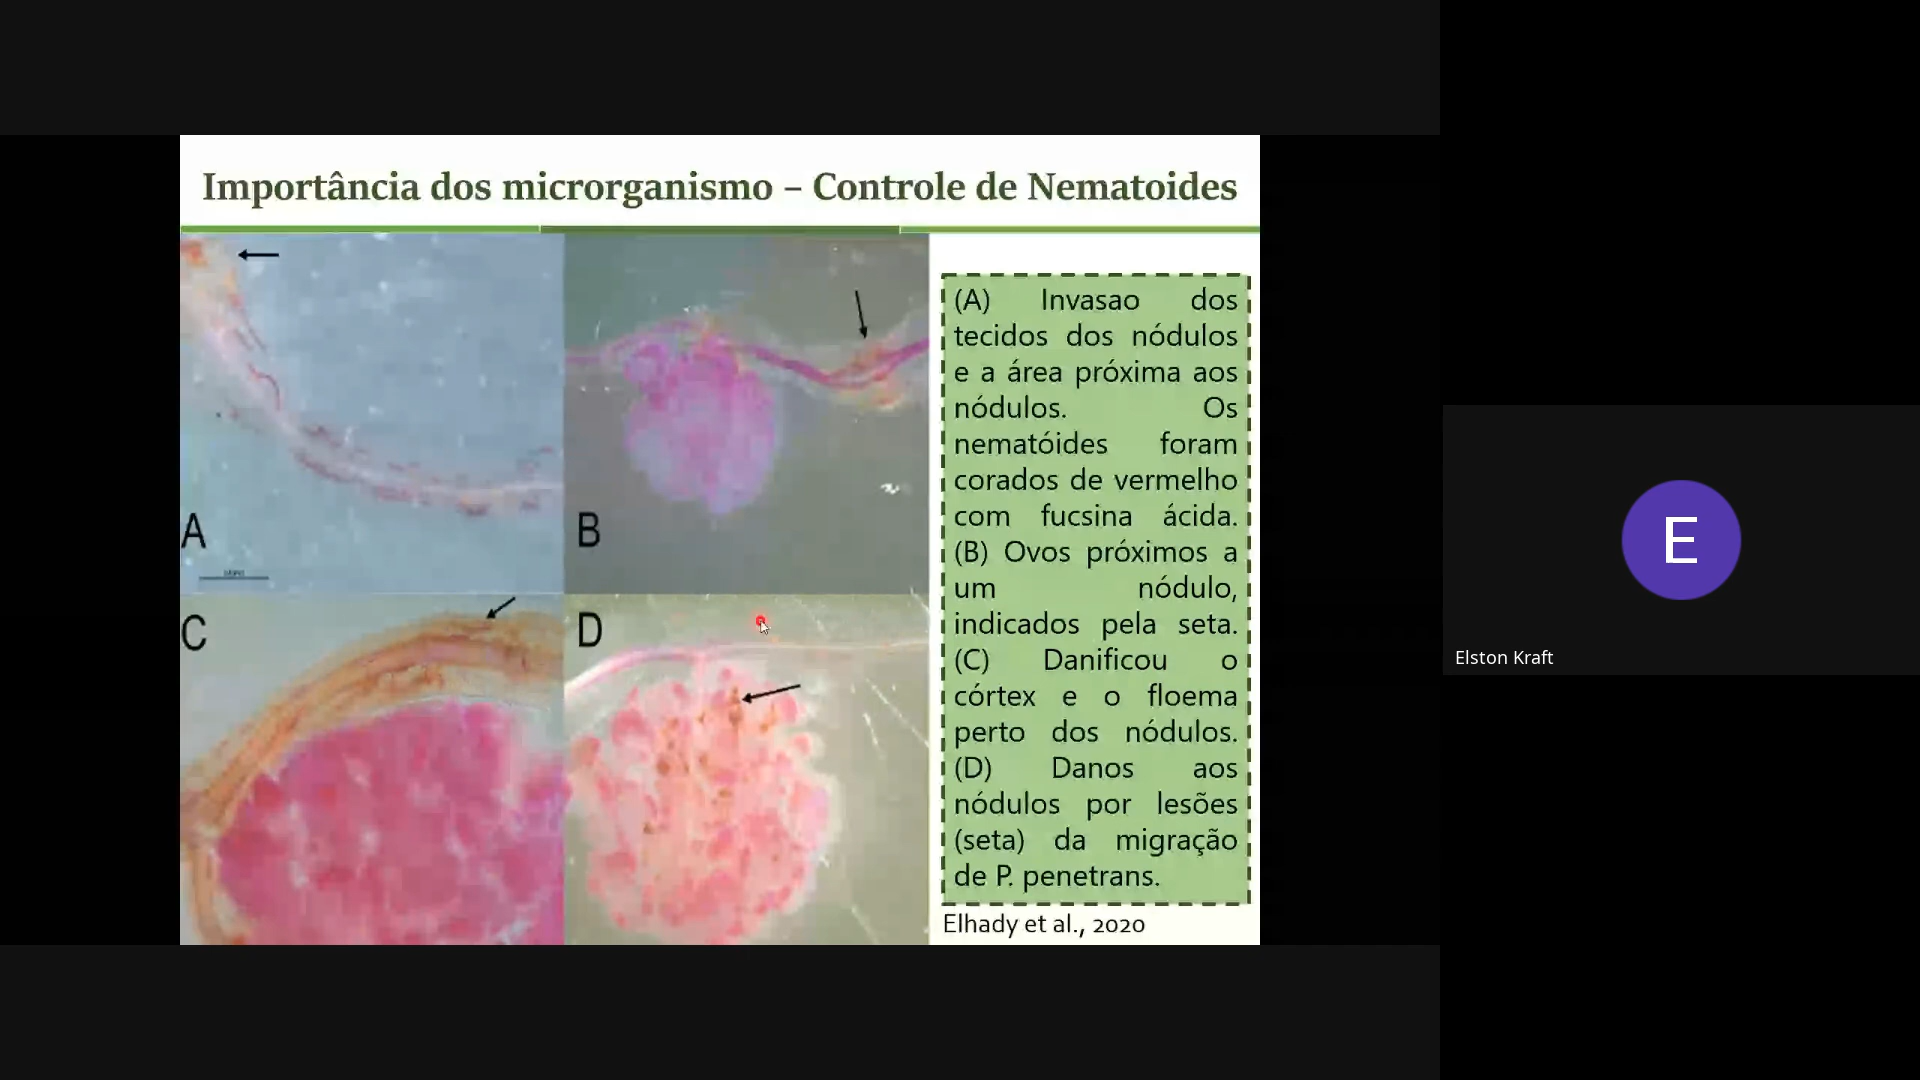 Importância dos microrganismo – Controle de Nematoides
A
B
C
D
(A) Invasao dos
tecidos dos nódulos
e a área próxima aos
nódulos. Os
nematóides foram
corados de vermelho
com fucsina ácida.
(B) Ovos próximos a
um nódulo,
indicados pela seta.
(C) Danificou o
córtex e o floema
perto dos nódulos.
(D) Danos aos
nódulos por lesões
(seta) da migração
de P. penetrans.
Elhady et al., 2020
E
Elston Kraft